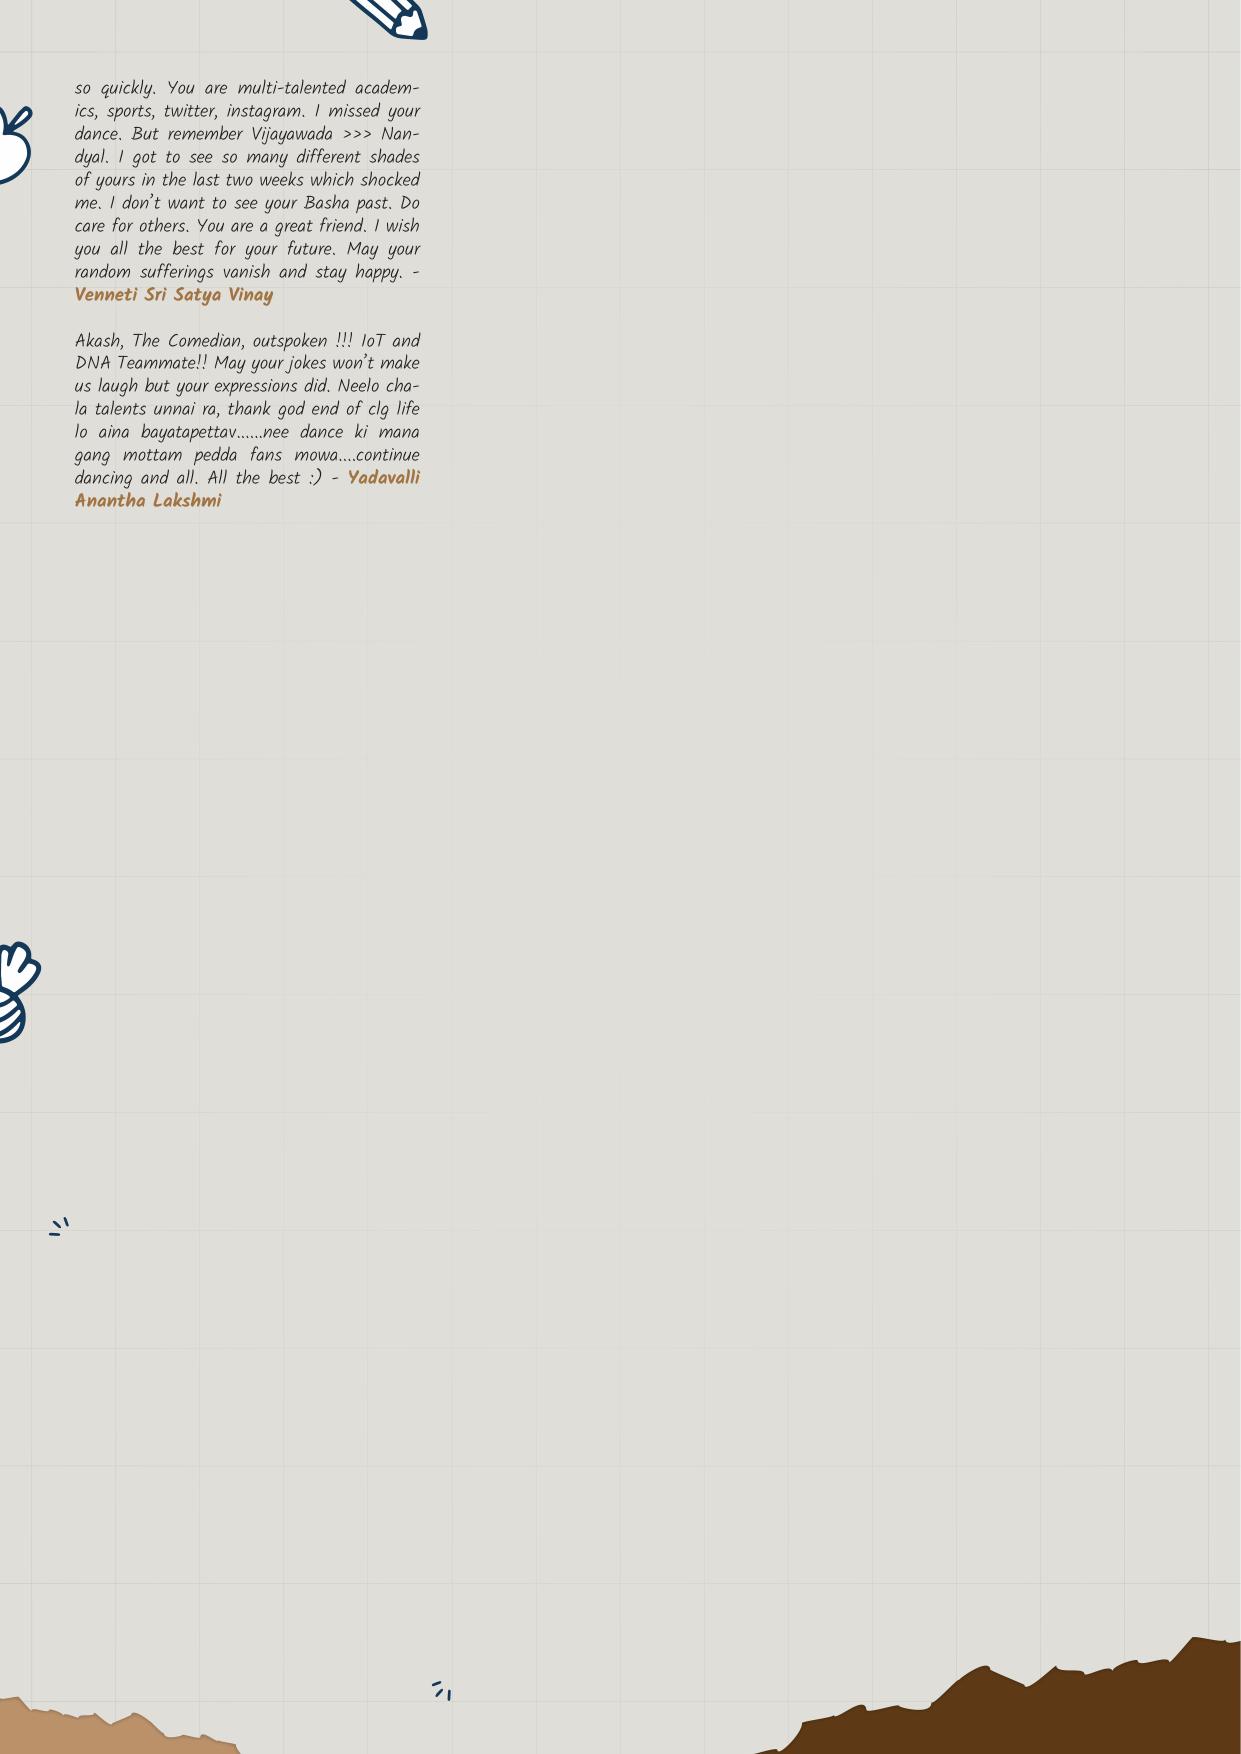 so quickly. You are multi-talented academ-
ics, sports, twitter, instagram. I missed your
dance. But remember Vijayawada >>> Nan-
dyal. I got to see so many different shades
of yours in the last two weeks which shocked
me. I don’t want to see your Basha past. Do
care for others. You are a great friend. I wish
you all the best for your future. May your
random sufferings vanish and stay happy. -
Venneti Sri Satya Vinay
Akash, The Comedian, outspoken !!! IoT and
DNA Teammate!! May your jokes won’t make
us laugh but your expressions did. Neelo cha-
la talents unnai ra, thank god end of clg life
lo aina bayatapettav......nee dance ki mana
gang mottam pedda fans mowa....continue
dancing and all. All the best :) - Yadavalli
Anantha Lakshmi